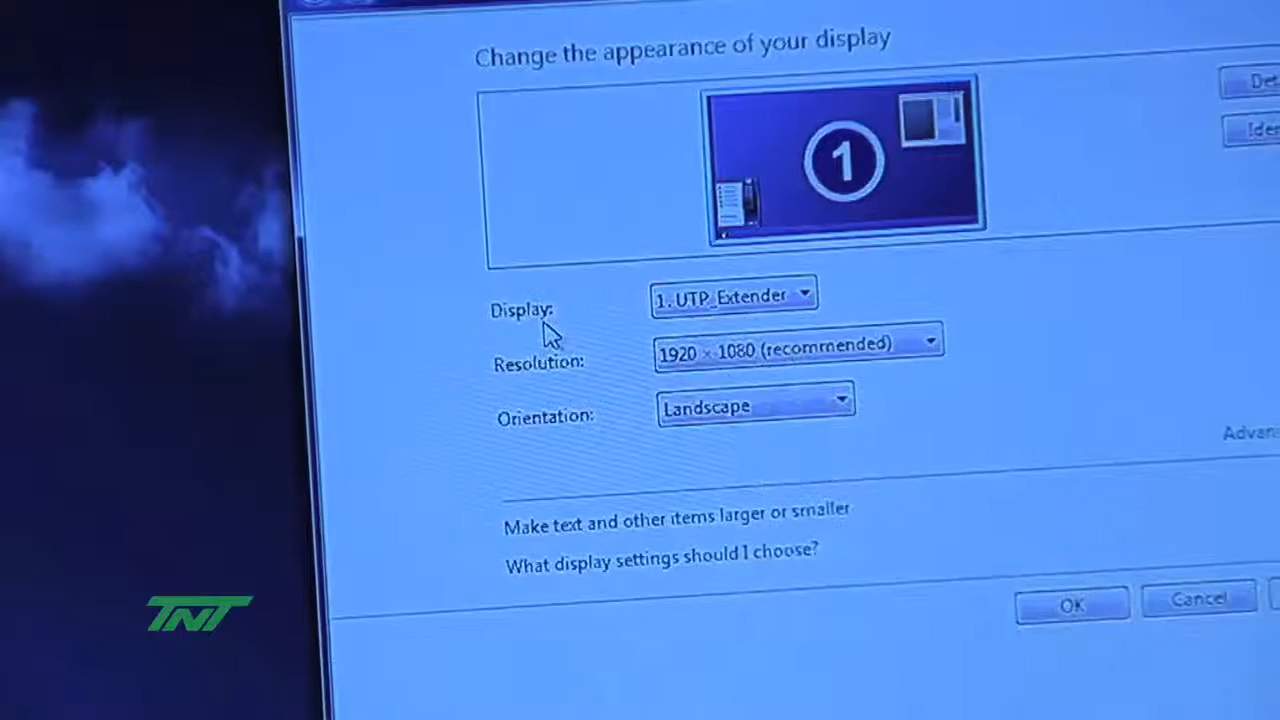 Change the appearance of your display
1
Display:
1. UTP_Extender
Resolution:
1920 × 1080 (recommended)
Orientation:
Landscape
Make text and other items larger or smaller
What display settings should I choose?
OK
Cancel
TNT